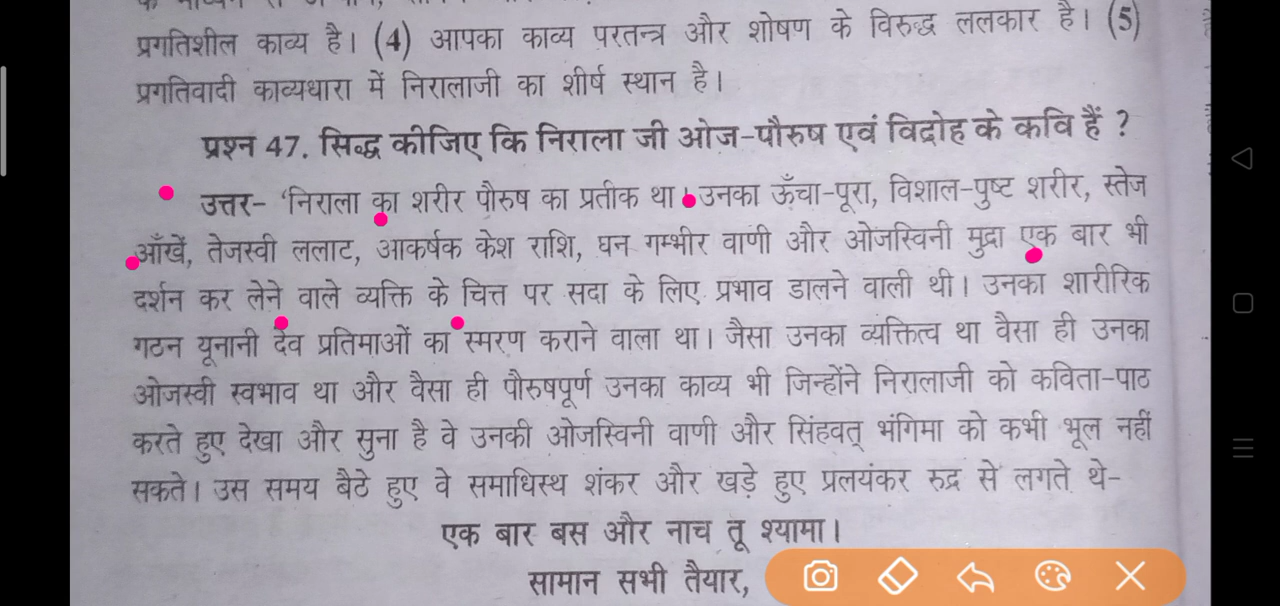 प्रगतिशील काव्य है। (4) आपका काव्य परतन्त्र और शोषण के विरुद्ध ललकार है। (5)
प्रगतिवादी काव्यधारा में निरालाजी का शीर्ष स्थान है।
प्रश्न 47. सिद्ध कीजिए कि निराला जी ओज-पौरुष एवं विद्रोह के कवि हैं ?
उत्तर- 'निराला का शरीर पौरुष का प्रतीक था। उनका ऊँचा-पूरा, विशाल-पुष्ट शरीर, स्तेज
आँखें, तेजस्वी ललाट, आकर्षक केश राशि, घन गम्भीर वाणी और ओजस्विनी मुद्रा एक बार भी
दर्शन कर लेने वाले व्यक्ति के चित्त पर सदा के लिए प्रभाव डालने वाली थी। उनका शारीरिक
गठन यूनानी देव प्रतिमाओं का स्मरण कराने वाला था। जैसा उनका व्यक्तित्व था वैसा ही उनका
ओजस्वी स्वभाव था और वैसा ही पौरुषपूर्ण उनका काव्य भी जिन्होंने निरालाजी को कविता-पाठ
करते हुए देखा और सुना है वे उनकी ओजस्विनी वाणी और सिंहवत् भंगिमा को कभी भूल नहीं
सकते। उस समय बैठे हुए वे समाधिस्थ शंकर और खड़े हुए प्रलयंकर रुद्र से लगते थे-
एक बार बस और नाच तू श्यामा।
सामान सभी तैयार,